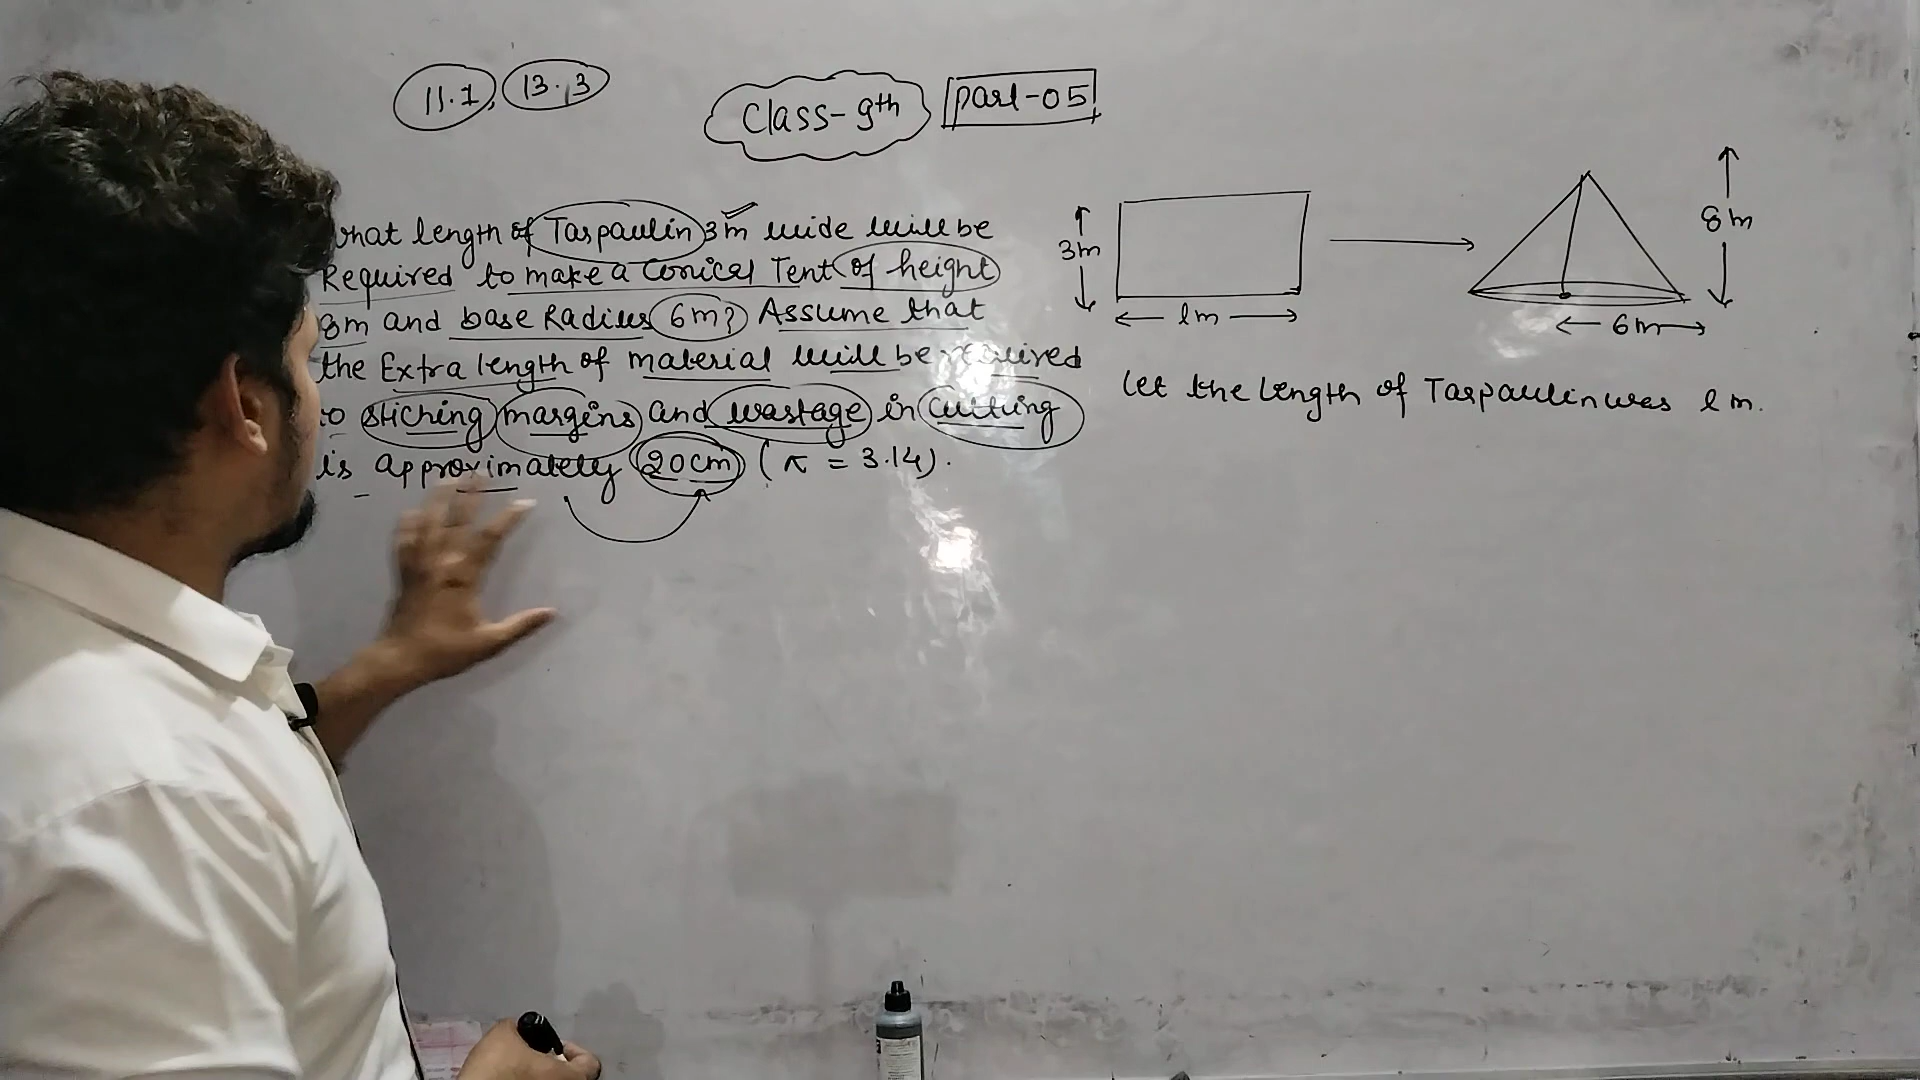 11.1, 13.3
Class-9th part-05
what length of Tarpaulin 3m wide will be
Required to make a Conical Tent of height
8m and base Radius 6m? Assume that
the Extra length of material will be required
to stiching margins and wastage in cutting
is approximately 20cm (π = 3.14).
3m
l m
8m
6m
let the length of Tarpaulin was l m.